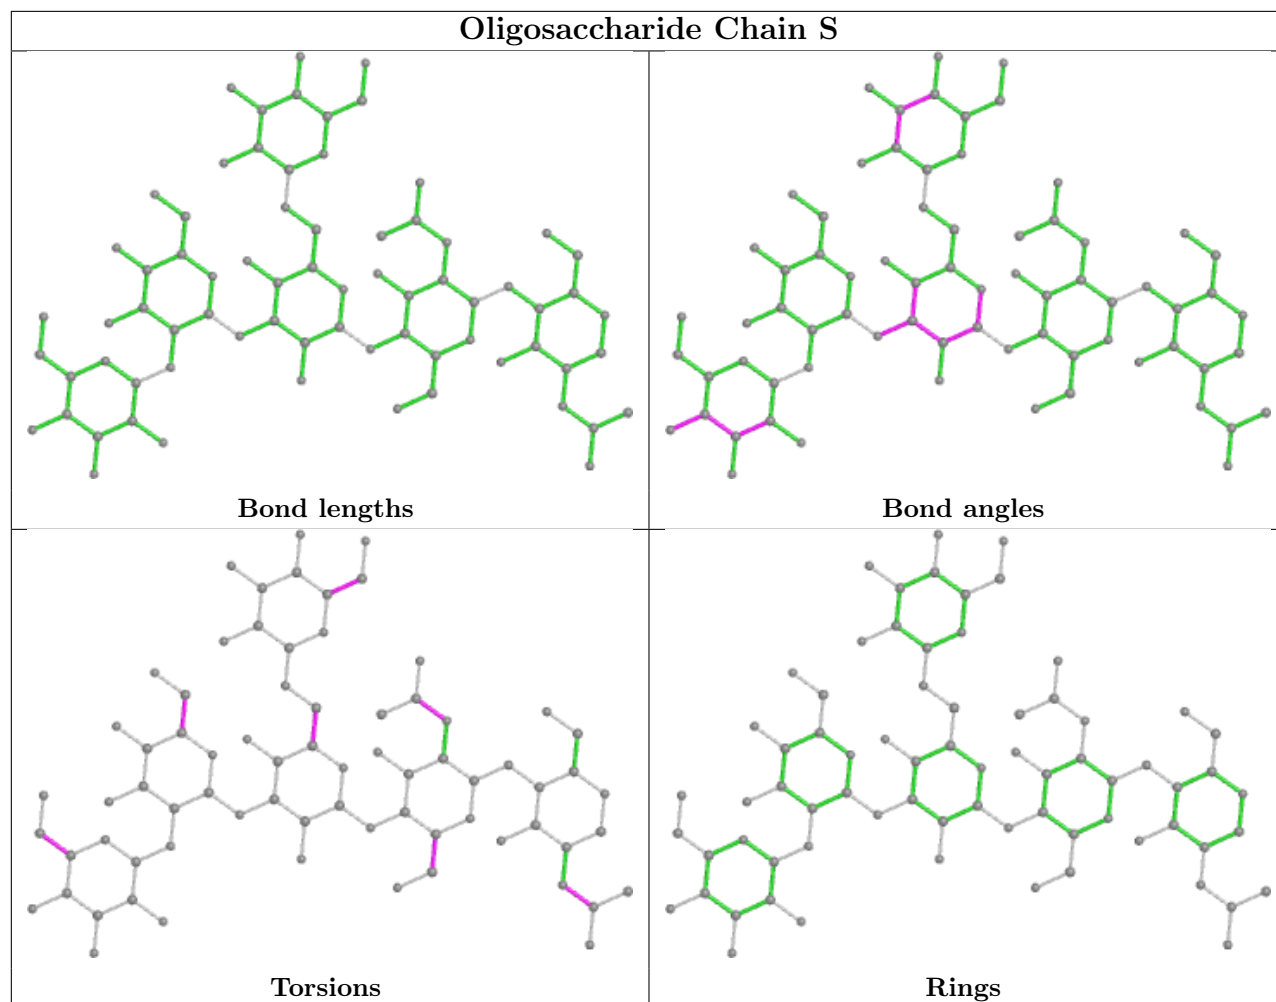 Oligosaccharide Chain S
Bond lengths
Bond angles
Torsions
Rings